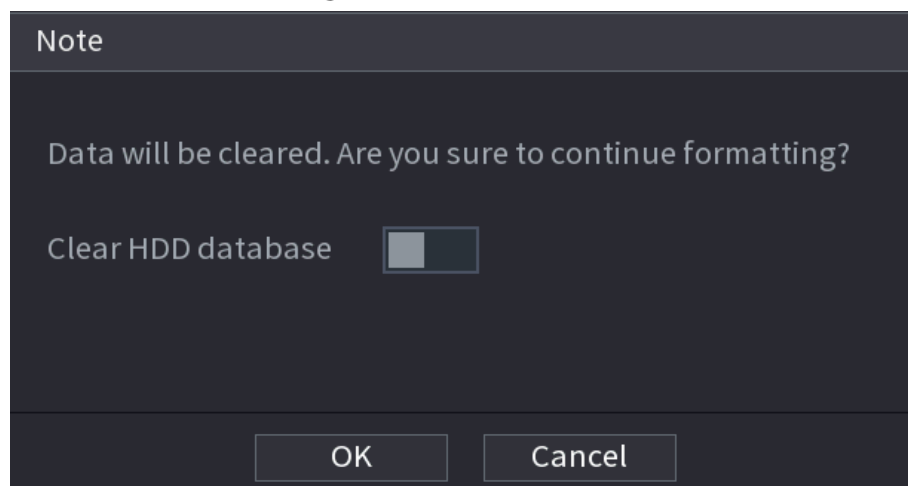 Note
Data will be cleared. Are you sure to continue formatting?
Clear HDD database
OK
Cancel